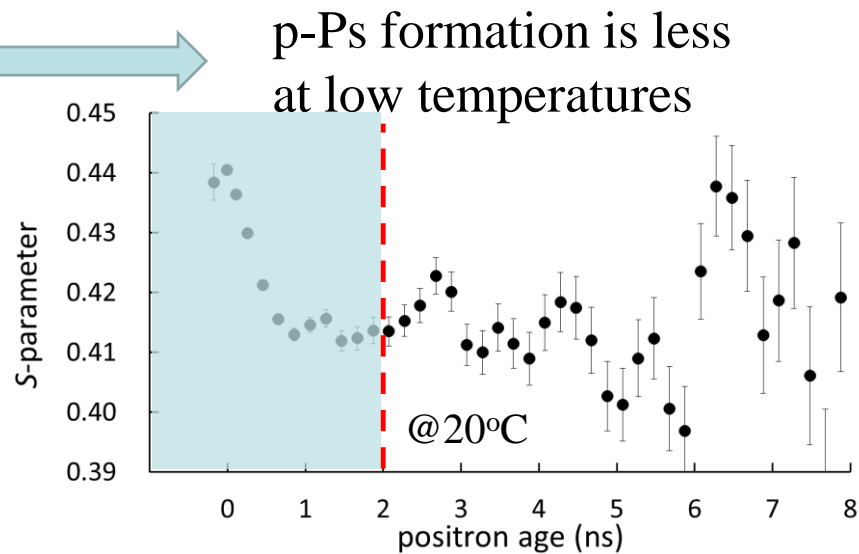 p-Ps formation is less
at low temperatures
0.45
0.44
0.43
0.42
0.41
0.40
0.39
S-parameter
@20°C
0 1 2 3 4 5 6 7 8
positron age (ns)